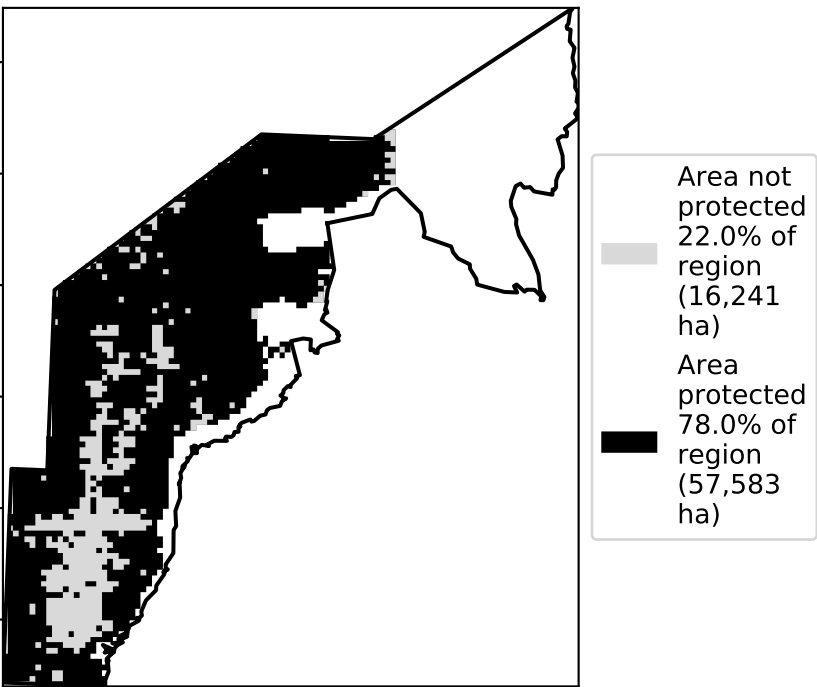 Area not
protected
22.0% of
region
(16,241
ha)
Area
protected
78.0% of
region
(57,583
ha)